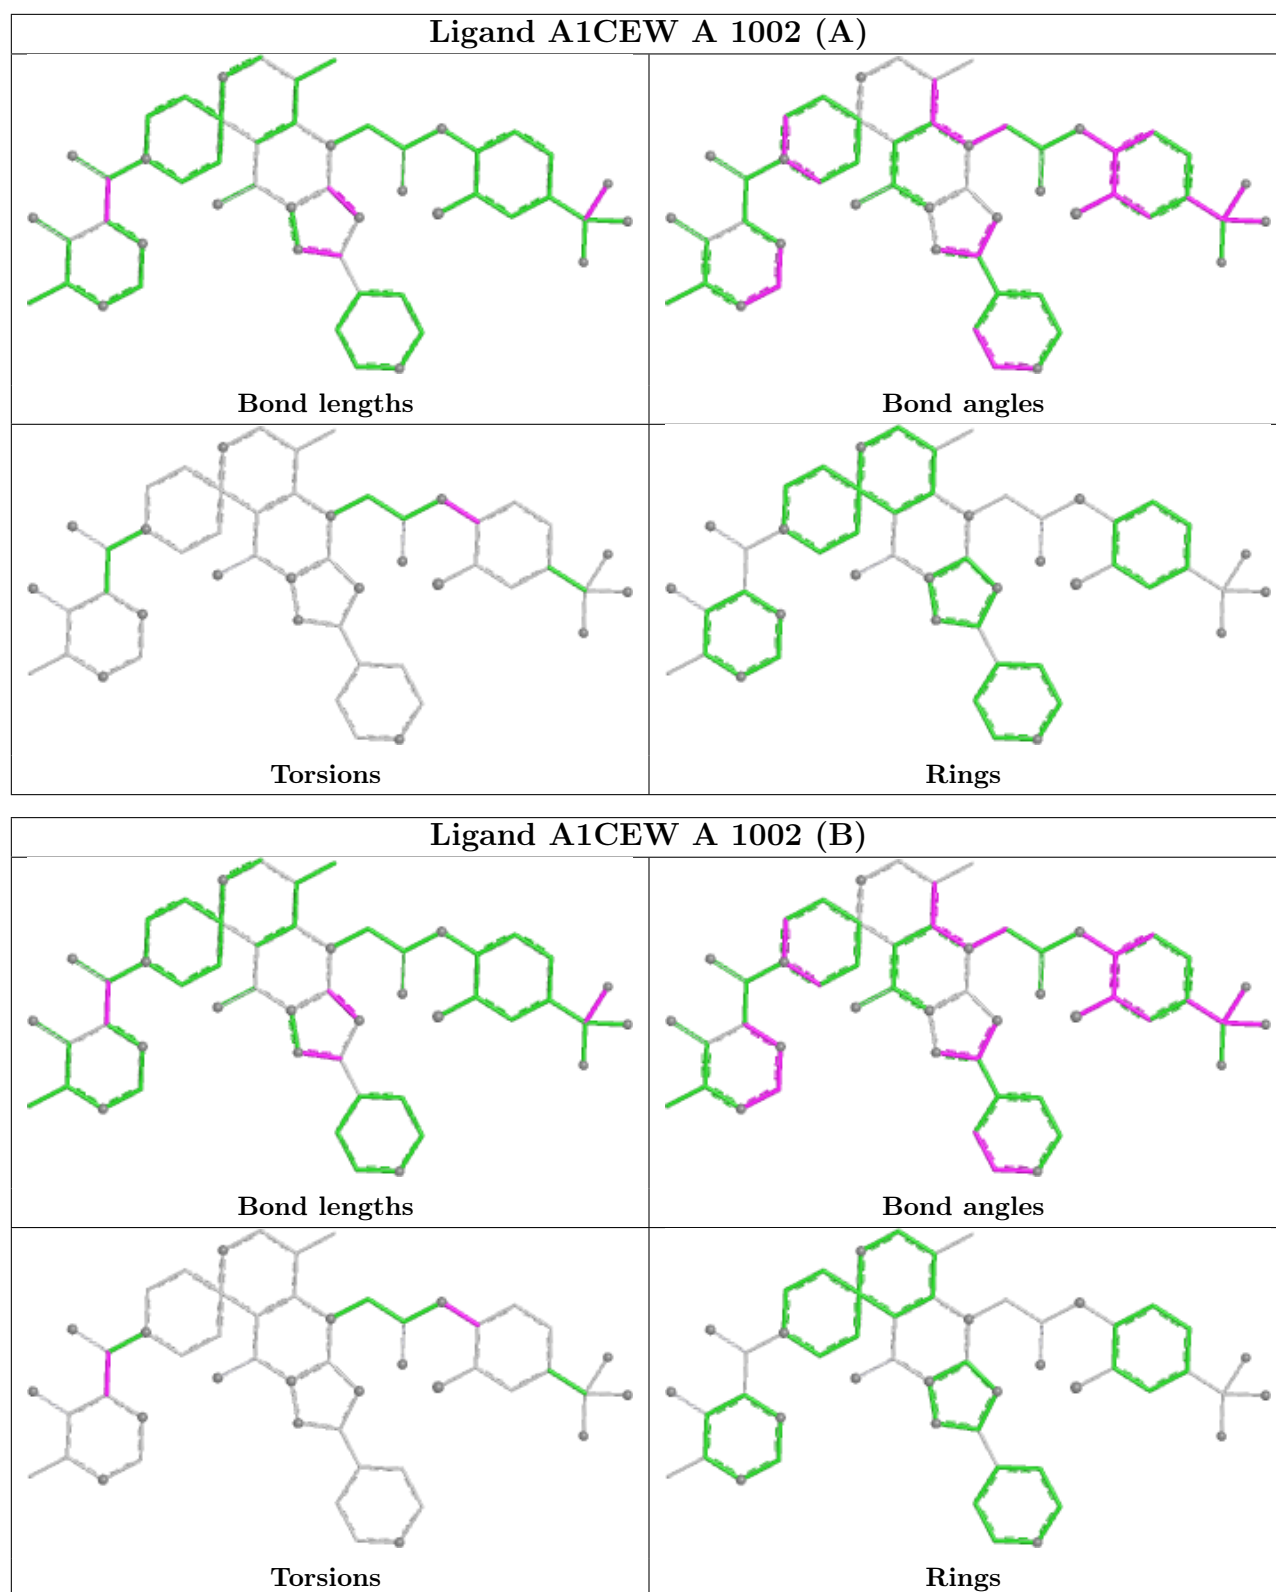 Ligand A1CEW A 1002 (A)
Bond lengths
Bond angles
Torsions
Rings
Ligand A1CEW A 1002 (B)
Bond lengths
Bond angles
Torsions
Rings